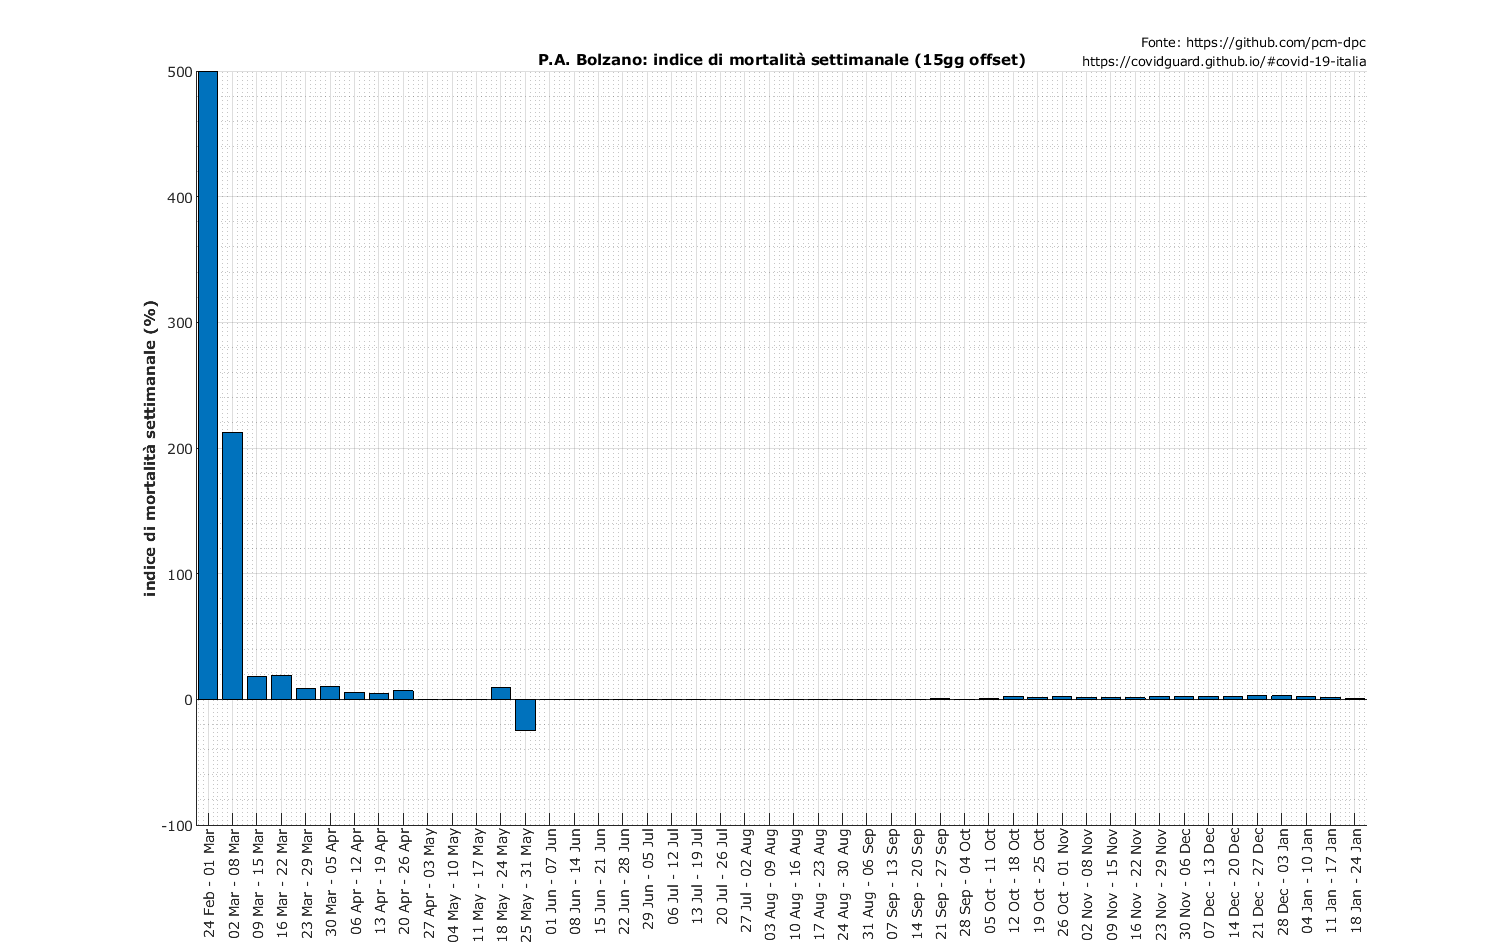 Fonte: https://github.com/pcm-dpc
https://covidguard.github.io/#covid-19-italia
P.A. Bolzano: indice di mortalità settimanale (15gg offset)
indice di mortalità settimanale (%)
500
400
300
200
100
0
-100
24 Feb - 01 Mar
02 Mar - 08 Mar
09 Mar - 15 Mar
16 Mar - 22 Mar
23 Mar - 29 Mar
30 Mar - 05 Apr
06 Apr - 12 Apr
13 Apr - 19 Apr
20 Apr - 26 Apr
27 Apr - 03 May
04 May - 10 May
11 May - 17 May
18 May - 24 May
25 May - 31 May
01 Jun - 07 Jun
08 Jun - 14 Jun
15 Jun - 21 Jun
22 Jun - 28 Jun
29 Jun - 05 Jul
06 Jul - 12 Jul
13 Jul - 19 Jul
20 Jul - 26 Jul
27 Jul - 02 Aug
03 Aug - 09 Aug
10 Aug - 16 Aug
17 Aug - 23 Aug
24 Aug - 30 Aug
31 Aug - 06 Sep
07 Sep - 13 Sep
14 Sep - 20 Sep
21 Sep - 27 Sep
28 Sep - 04 Oct
05 Oct - 11 Oct
12 Oct - 18 Oct
19 Oct - 25 Oct
26 Oct - 01 Nov
02 Nov - 08 Nov
09 Nov - 15 Nov
16 Nov - 22 Nov
23 Nov - 29 Nov
30 Nov - 06 Dec
07 Dec - 13 Dec
14 Dec - 20 Dec
21 Dec - 27 Dec
28 Dec - 03 Jan
04 Jan - 10 Jan
11 Jan - 17 Jan
18 Jan - 24 Jan